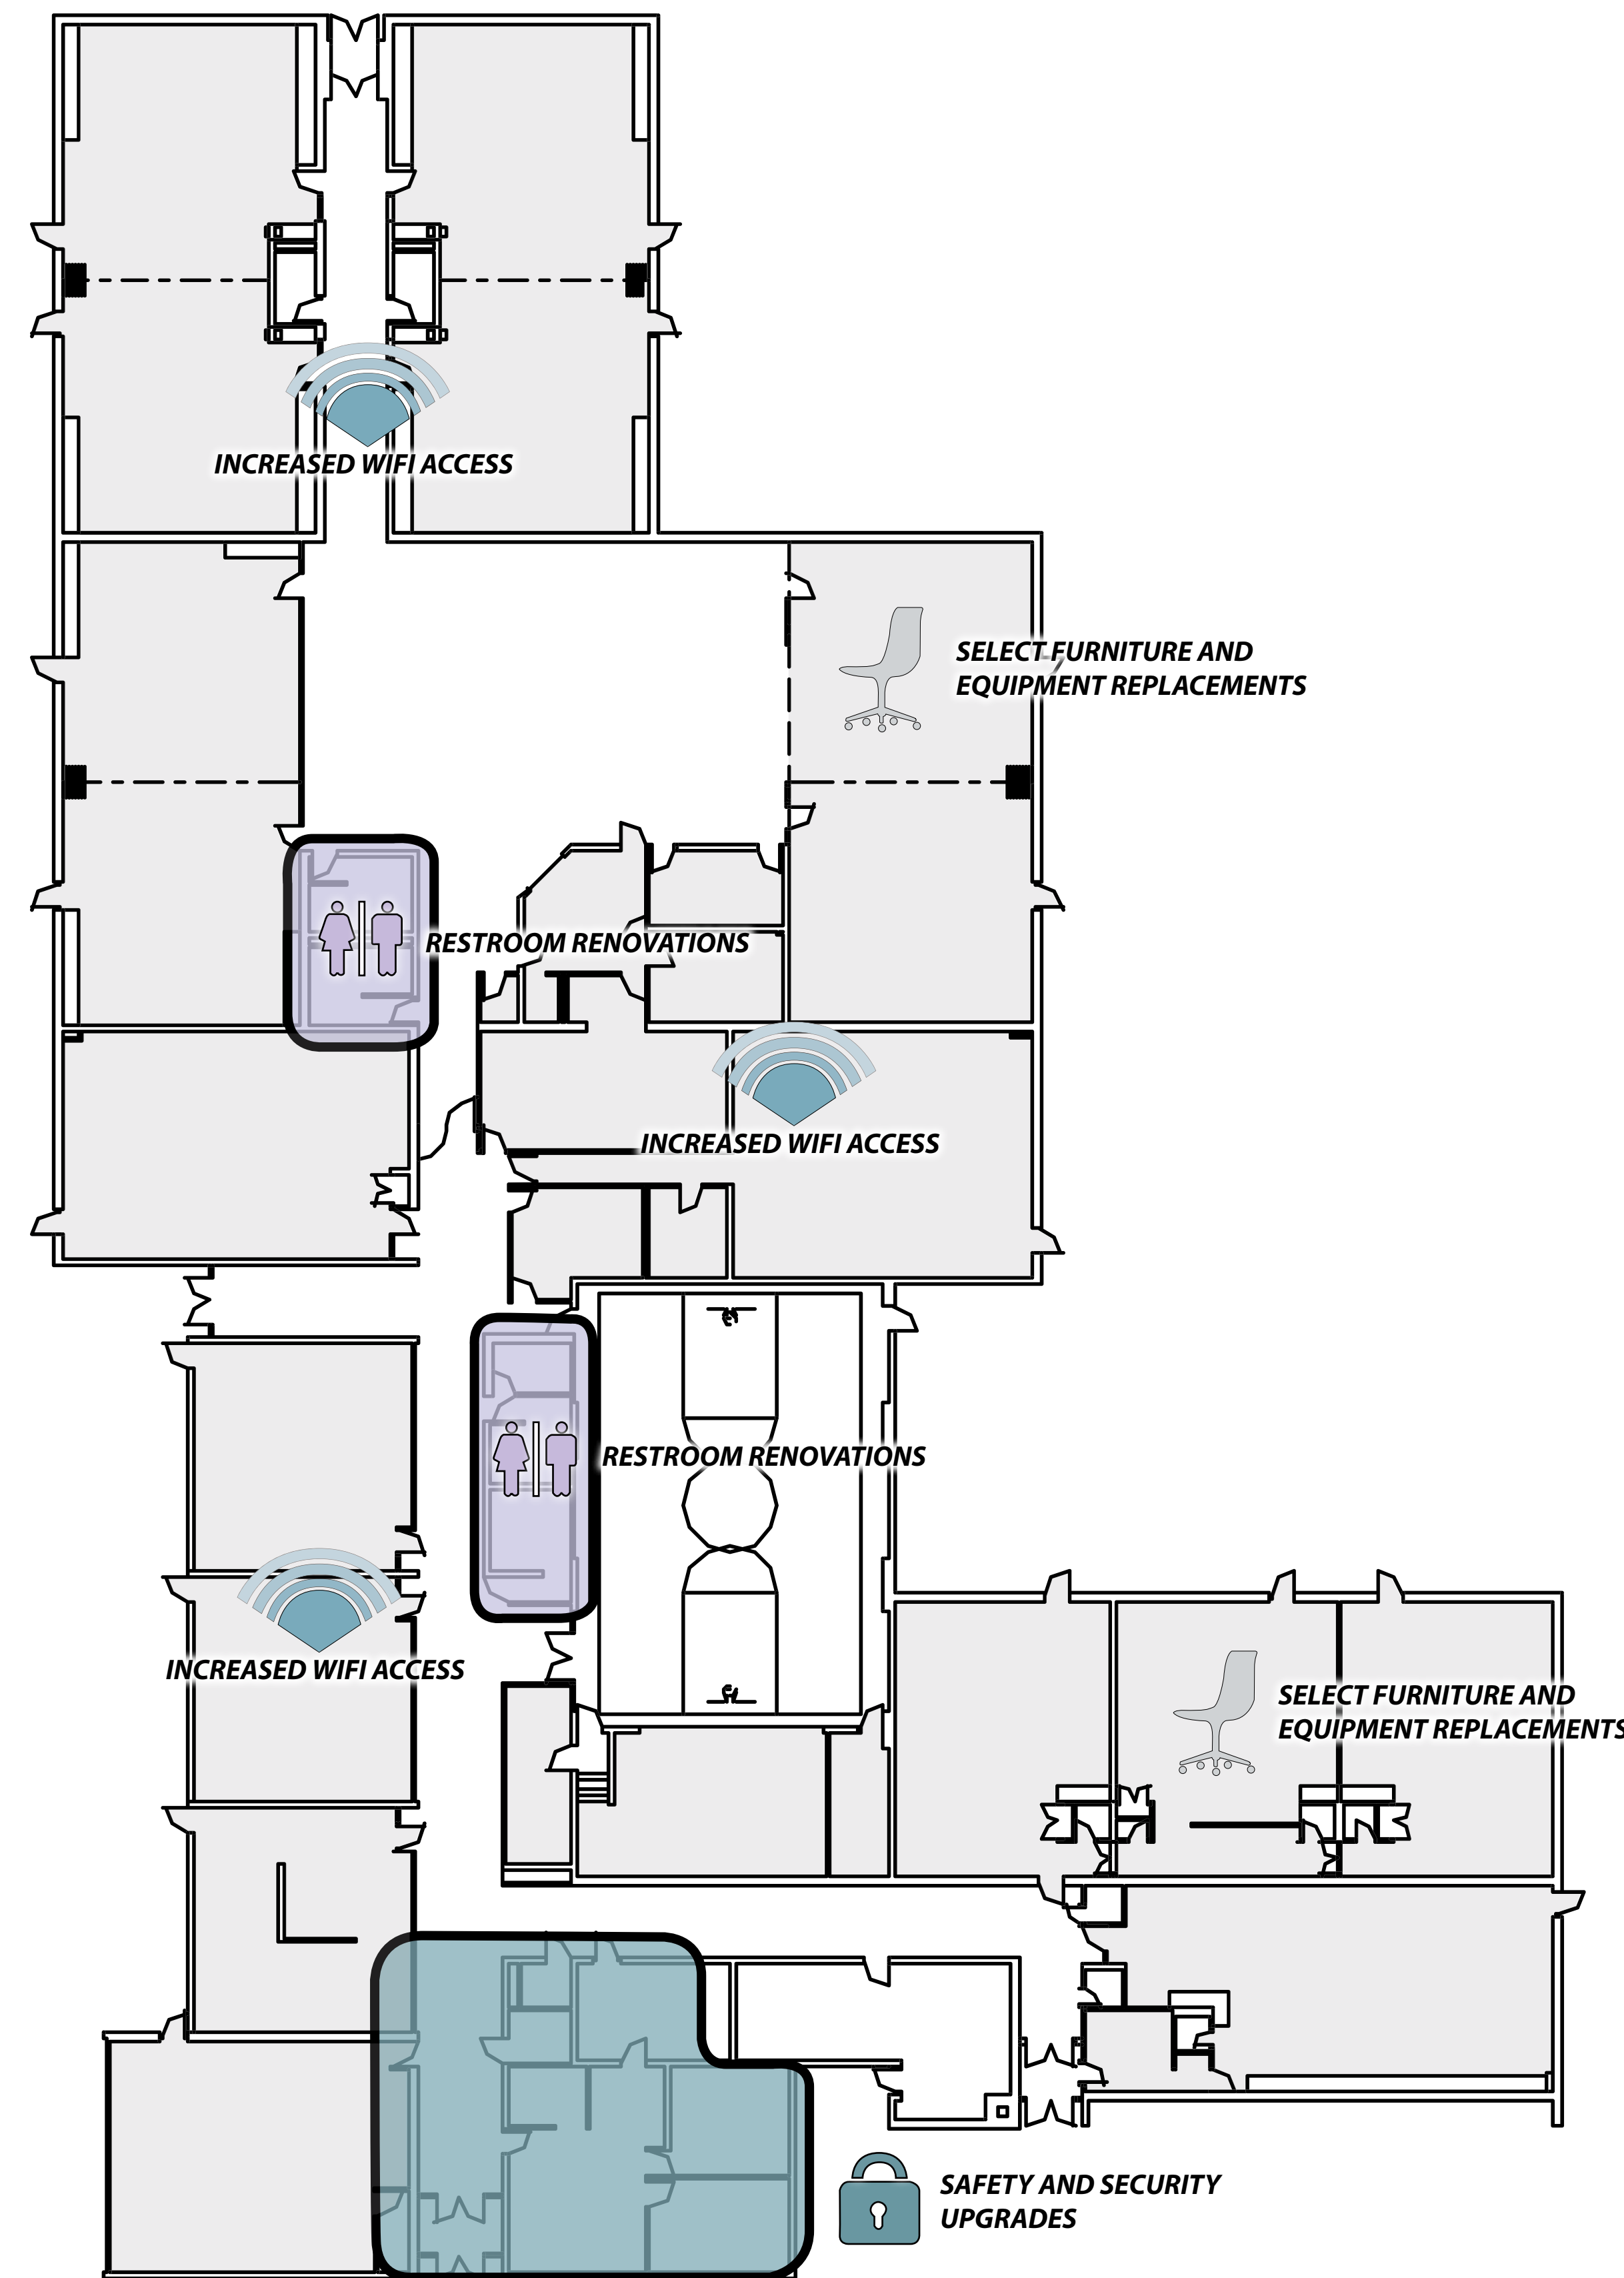 INCREASED WIFI ACCESS
SELECT FURNITURE AND
EQUIPMENT REPLACEMENTS
RESTROOM RENOVATIONS
INCREASED WIFI ACCESS
RESTROOM RENOVATIONS
INCREASED WIFI ACCESS
SELECT FURNITURE AND
EQUIPMENT REPLACEMENTS
SAFETY AND SECURITY
UPGRADES